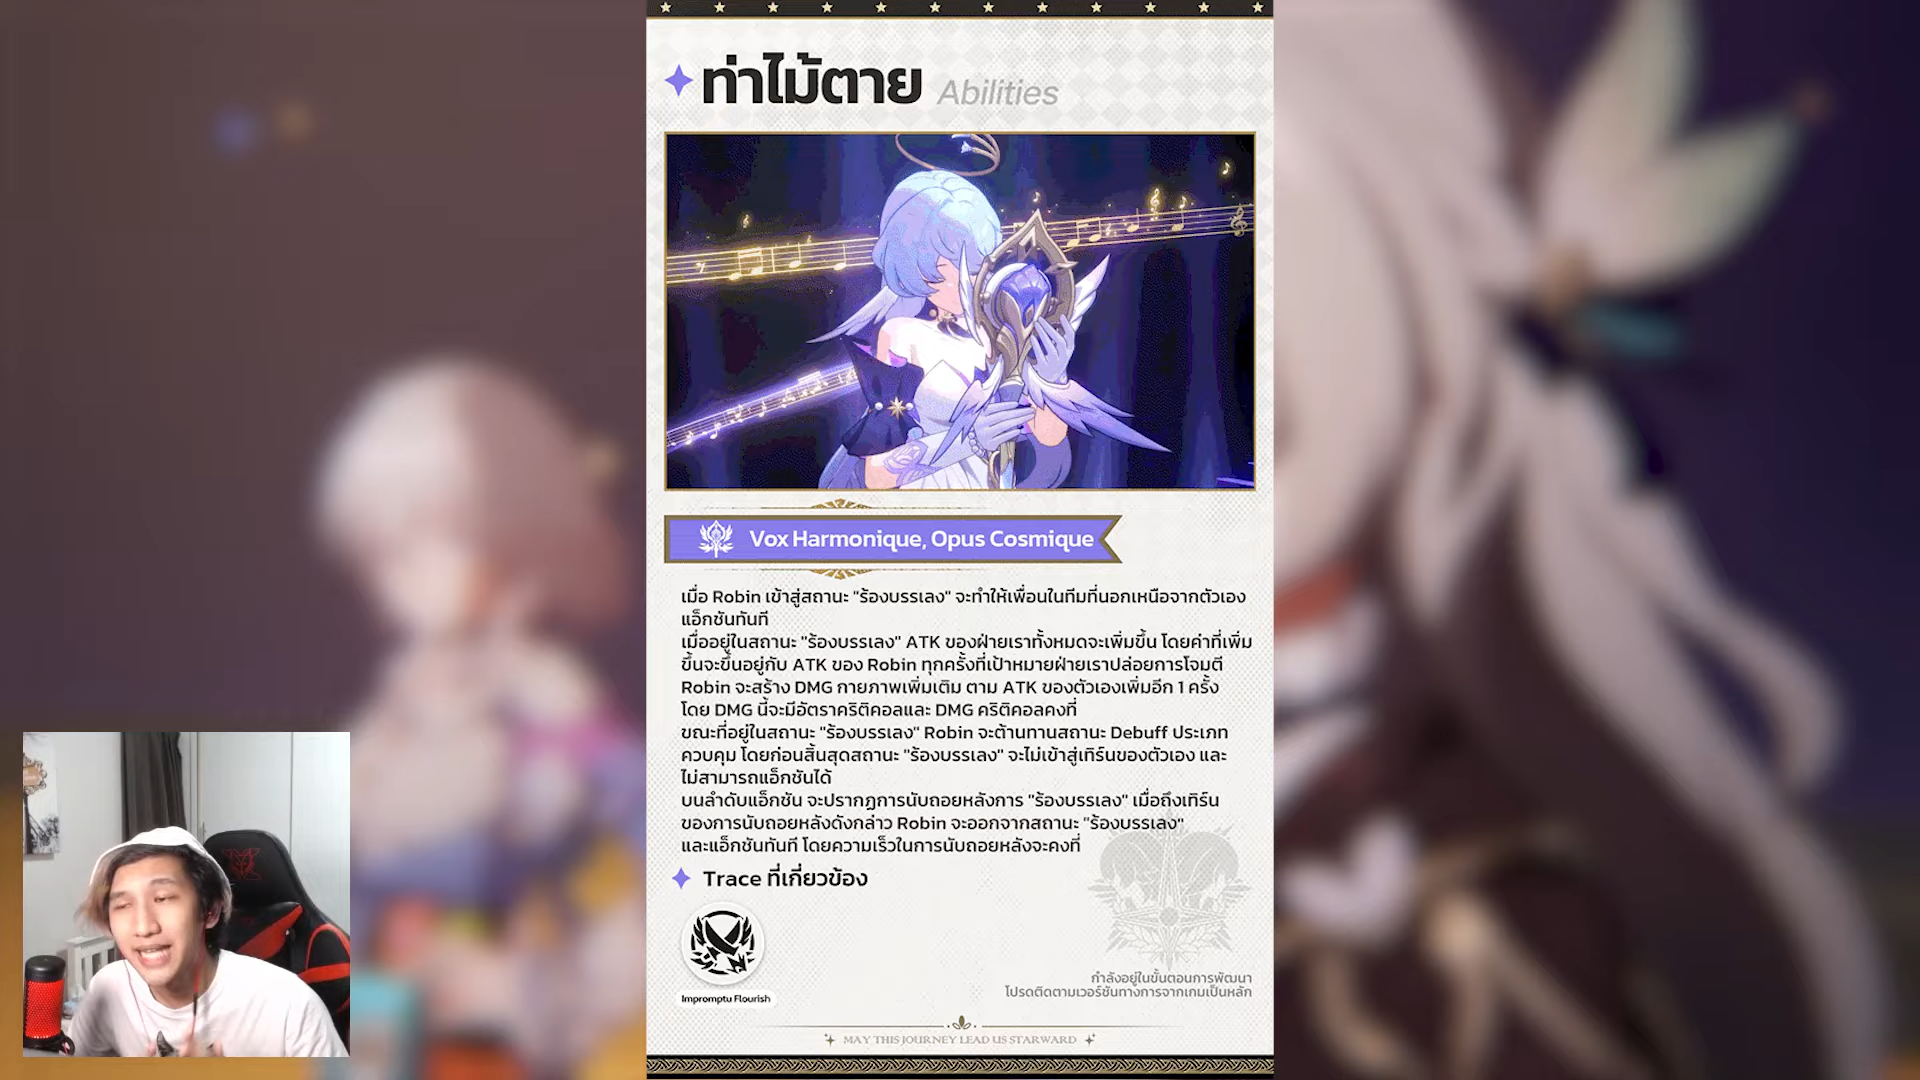 ท่าไม้ตาย Abilities
Vox Harmonique, Opus Cosmique
เมื่อ Robin เข้าสู่สถานะ "ร้องบรรเลง" จะทำให้เพื่อนในทีมที่นอกเหนือจากตัวเอง
แอ็กชันทันที
เมื่ออยู่ในสถานะ "ร้องบรรเลง" ATK ของฝ่ายเราทั้งหมดจะเพิ่มขึ้น โดยค่าที่เพิ่ม
ขึ้นจะขึ้นอยู่กับ ATK ของ Robin ทุกครั้งที่เป้าหมายฝ่ายเราปล่อยการโจมตี
Robin จะสร้าง DMG กายภาพเพิ่มเติม ตาม ATK ของตัวเองเพิ่มอีก 1 ครั้ง
โดย DMG นี้จะมีอัตราคริติคอลและ DMG คริติคอลคงที่
ขณะที่อยู่ในสถานะ "ร้องบรรเลง" Robin จะต้านทานสถานะ Debuff ประเภท
ควบคุม โดยก่อนสิ้นสุดสถานะ "ร้องบรรเลง" จะไม่เข้าสู่เทิร์นของตัวเอง และ
ไม่สามารถแอ็กชันได้
บนลำดับแอ็กชัน จะปรากฏการนับถอยหลังการ "ร้องบรรเลง" เมื่อถึงเทิร์น
ของการนับถอยหลังดังกล่าว Robin จะออกจากสถานะ "ร้องบรรเลง"
และแอ็กชันทันที โดยความเร็วในการนับถอยหลังจะคงที่
Trace ที่เกี่ยวข้อง
Impromptu Flourish
กำลังอยู่ในขั้นตอนการพัฒนา
โปรดติดตามเวอร์ชันทางการจากเกมเป็นหลัก
MAY THIS JOURNEY LEAD US STARWARD